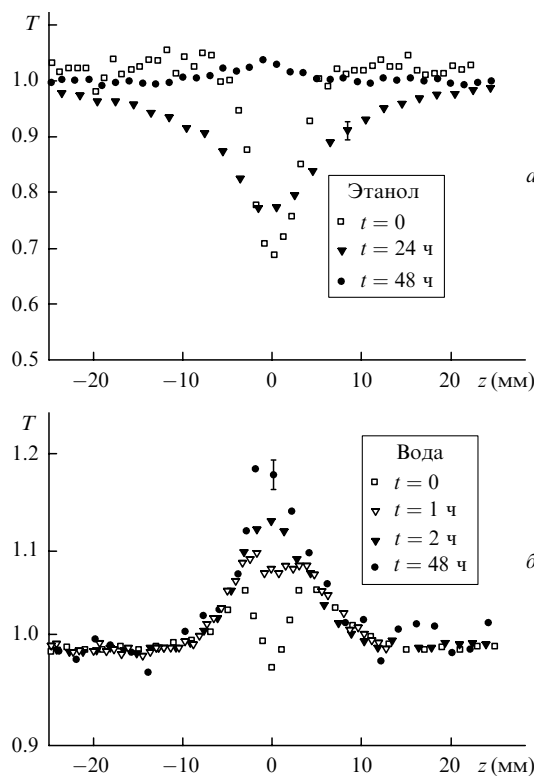 T
1.0
0.9
0.8
0.7
0.6
0.5
Этанол
t = 0
t = 24 ч
t = 48 ч
а
−20
−10
0
10
20
z (мм)
T
1.2
1.0
0.9
Вода
t = 0
t = 1 ч
t = 2 ч
t = 48 ч
б
−20
−10
0
10
20
z (мм)